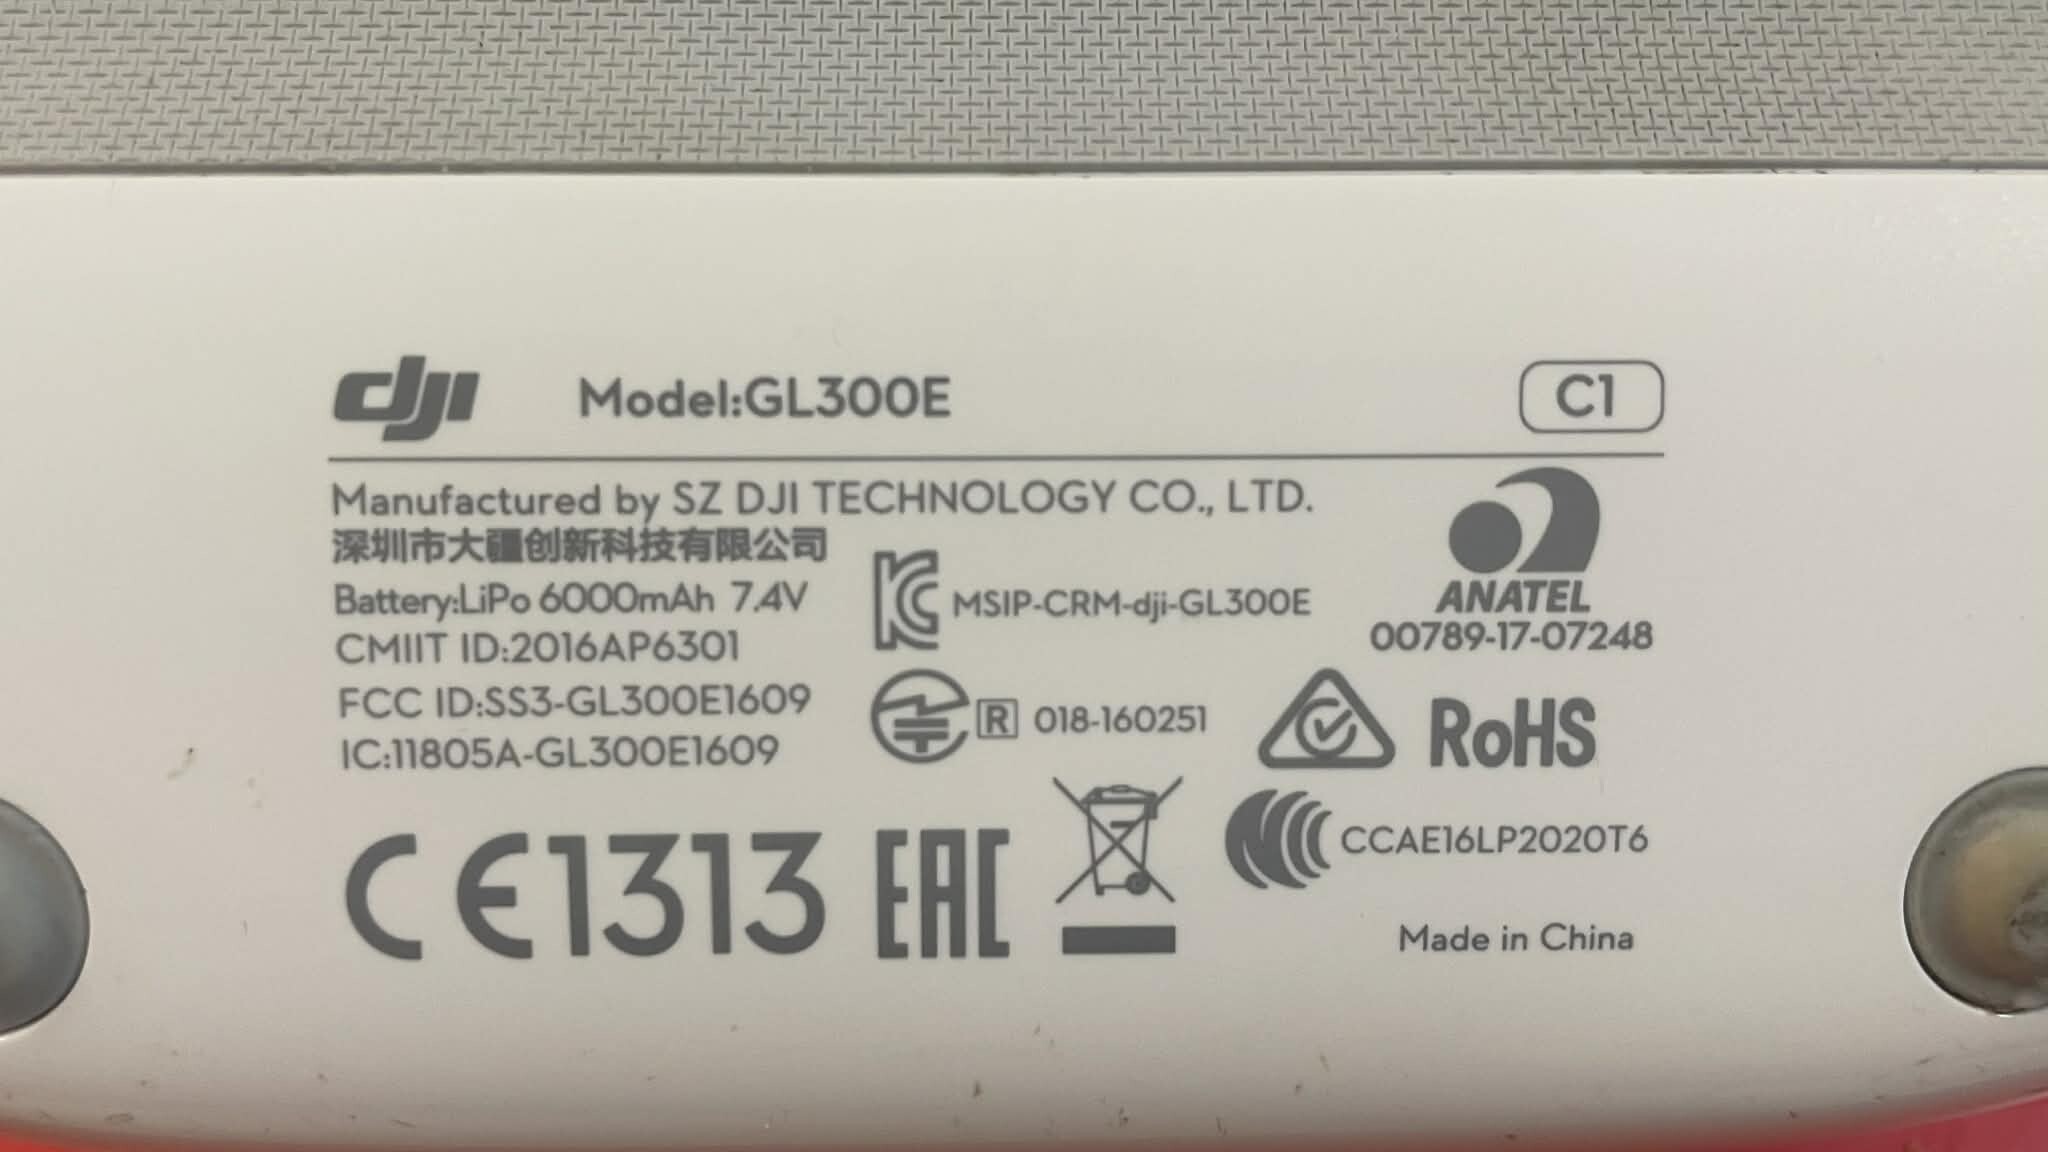 dji Model:GL300E C1
Manufactured by SZ DJI TECHNOLOGY CO., LTD.
深圳市大疆创新科技有限公司
Battery:LiPo 6000mAh 7.4V
CMIIT ID:2016AP6301
FCC ID:SS3-GL300E1609
IC:11805A-GL300E1609
KC MSIP-CRM-dji-GL300E
R 018-160251
ANATEL
00789-17-07248
RoHS
CE1313 EAC
CCAE16LP2020T6
Made in China